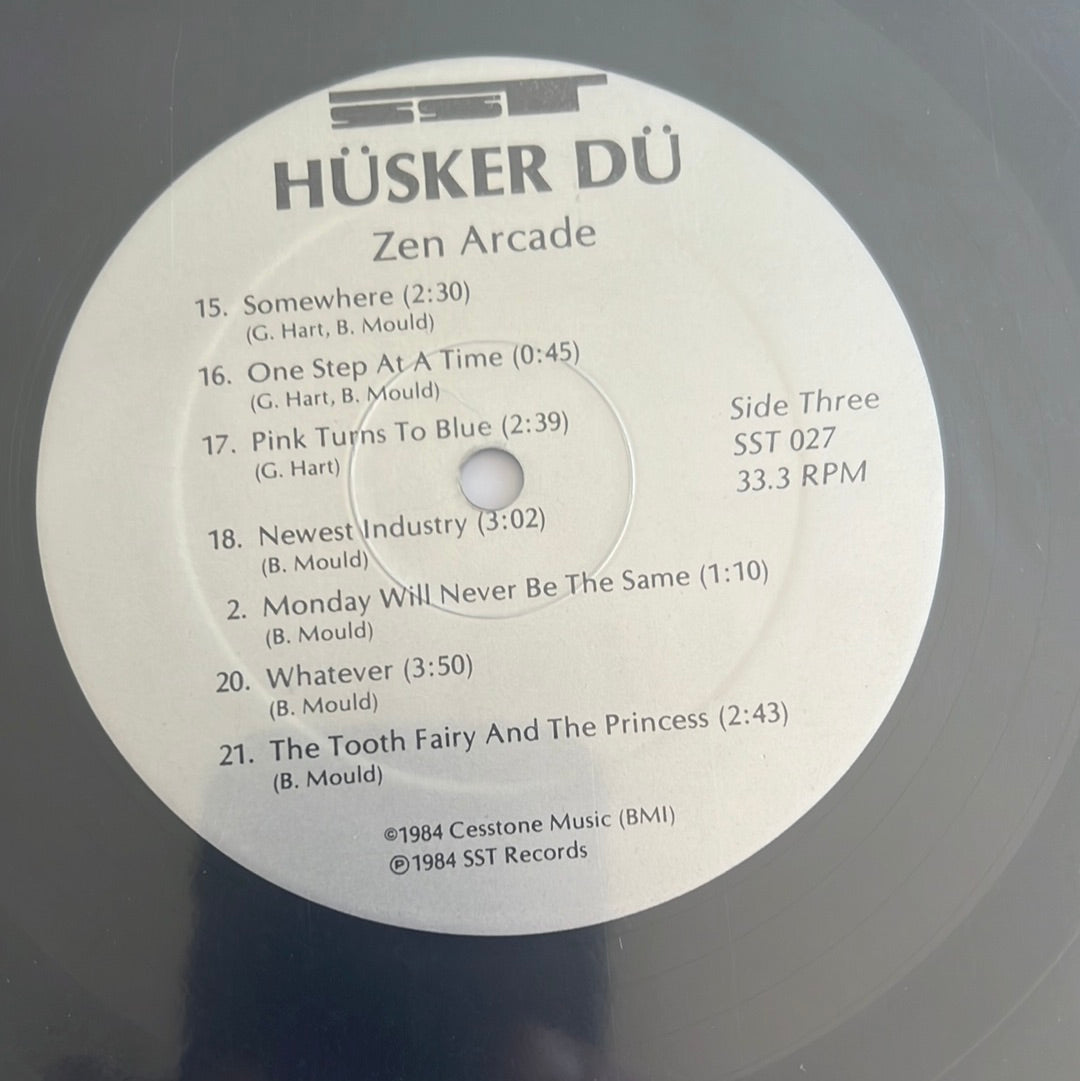 SST
HÜSKER DÜ
Zen Arcade
15. Somewhere (2:30)
(G. Hart, B. Mould)
16. One Step At A Time (0:45)
(G. Hart, B. Mould)
17. Pink Turns To Blue (2:39)
(G. Hart)
Side Three
SST 027
33.3 RPM
18. Newest Industry (3:02)
(B. Mould)
2. Monday Will Never Be The Same (1:10)
(B. Mould)
20. Whatever (3:50)
(B. Mould)
21. The Tooth Fairy And The Princess (2:43)
(B. Mould)
©1984 Cesstone Music (BMI)
℗1984 SST Records